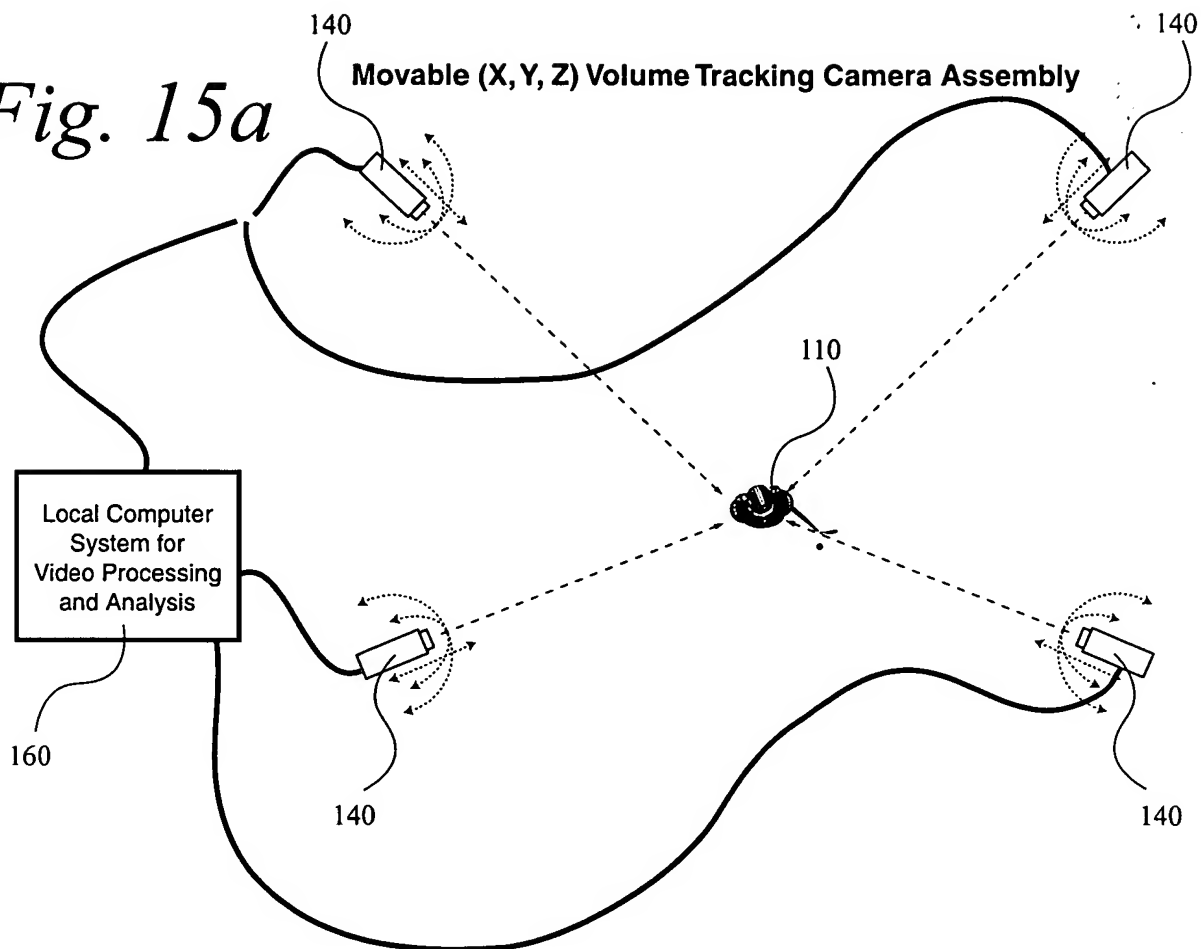 140
140
Movable (X, Y, Z) Volume Tracking Camera Assembly
Fig. 15a
110
Local Computer
System for
Video Processing
and Analysis
160
140
140